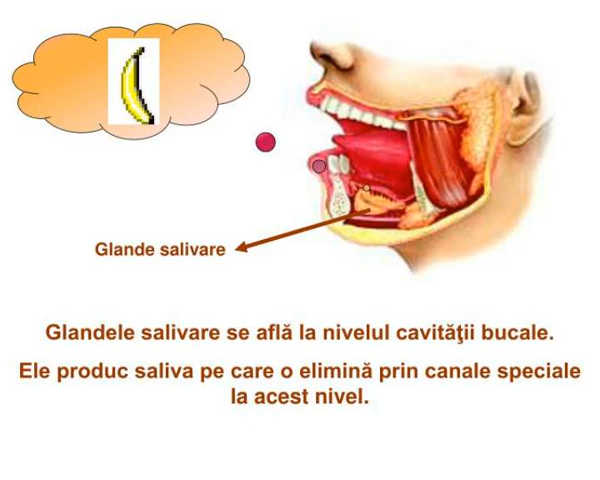 Glande salivare
Glandele salivare se află la nivelul cavităţii bucale.
Ele produc saliva pe care o elimină prin canale speciale
la acest nivel.